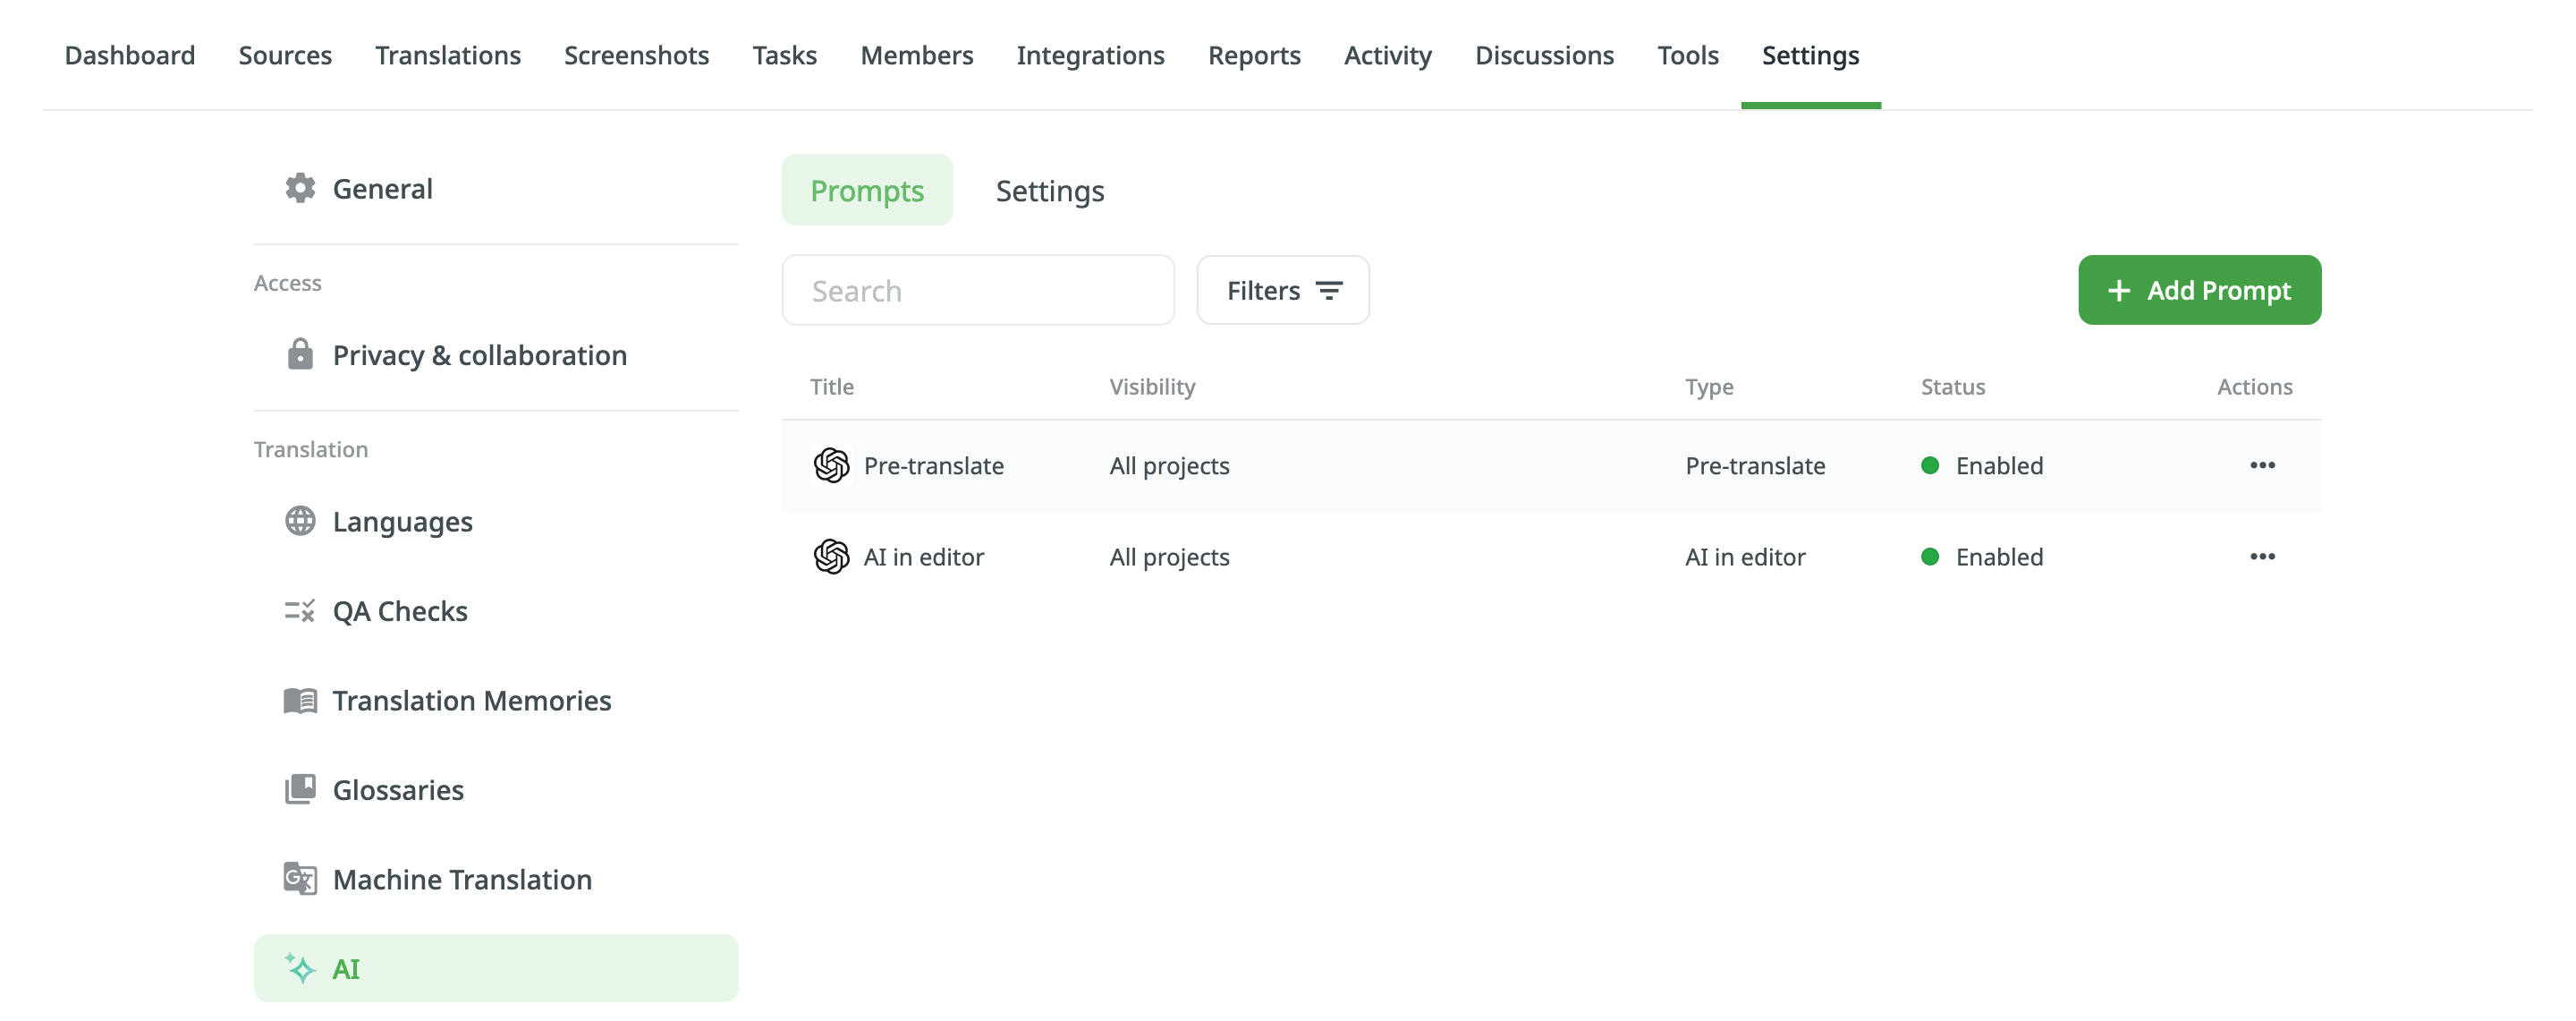 Dashboard Sources Translations Screenshots Tasks Members Integrations Reports Activity Discussions Tools Settings
General
Access
Privacy & collaboration
Translation
Languages
QA Checks
Translation Memories
Glossaries
Machine Translation
AI
Prompts Settings
Search Filters + Add Prompt
Title Visibility Type Status Actions
Pre-translate All projects Pre-translate Enabled
AI in editor All projects AI in editor Enabled